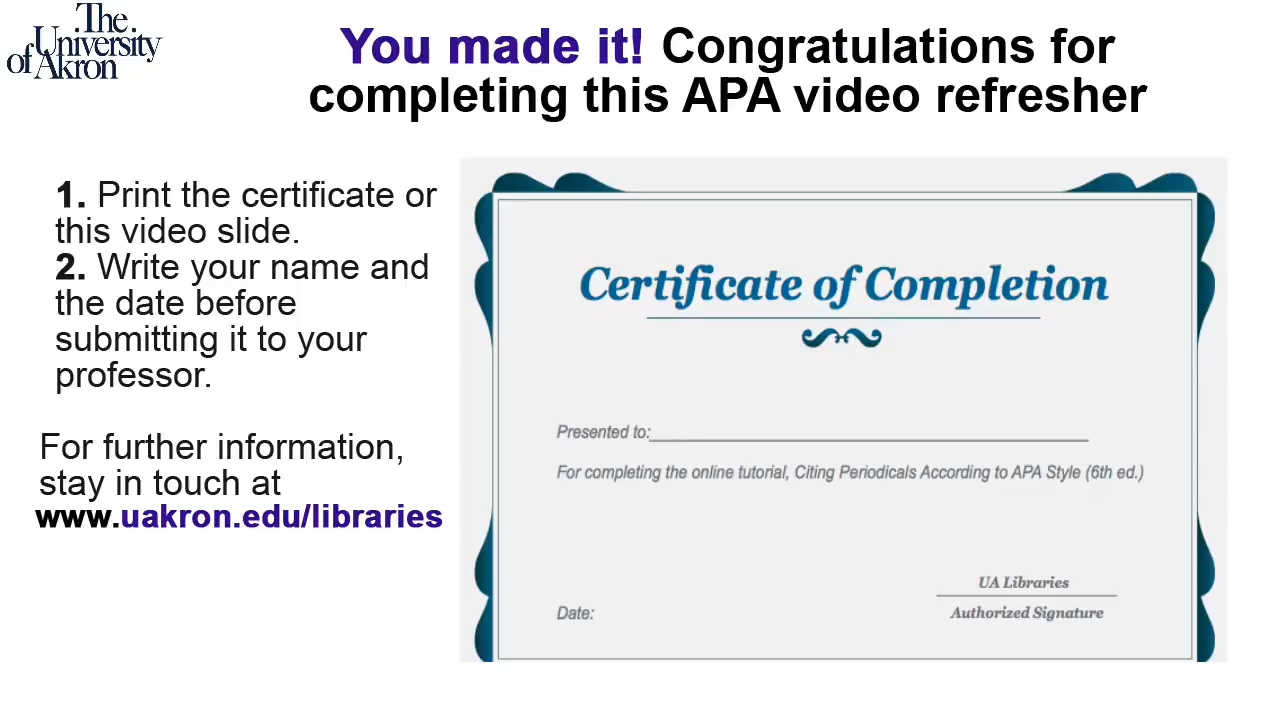 The
University
of Akron
You made it! Congratulations for
completing this APA video refresher
1. Print the certificate or
this video slide.
2. Write your name and
the date before
submitting it to your
professor.
For further information,
stay in touch at
www.uakron.edu/libraries
Certificate of Completion
Presented to:
For completing the online tutorial, Citing Periodicals According to APA Style (6th ed.)
UA Libraries
Authorized Signature
Date: